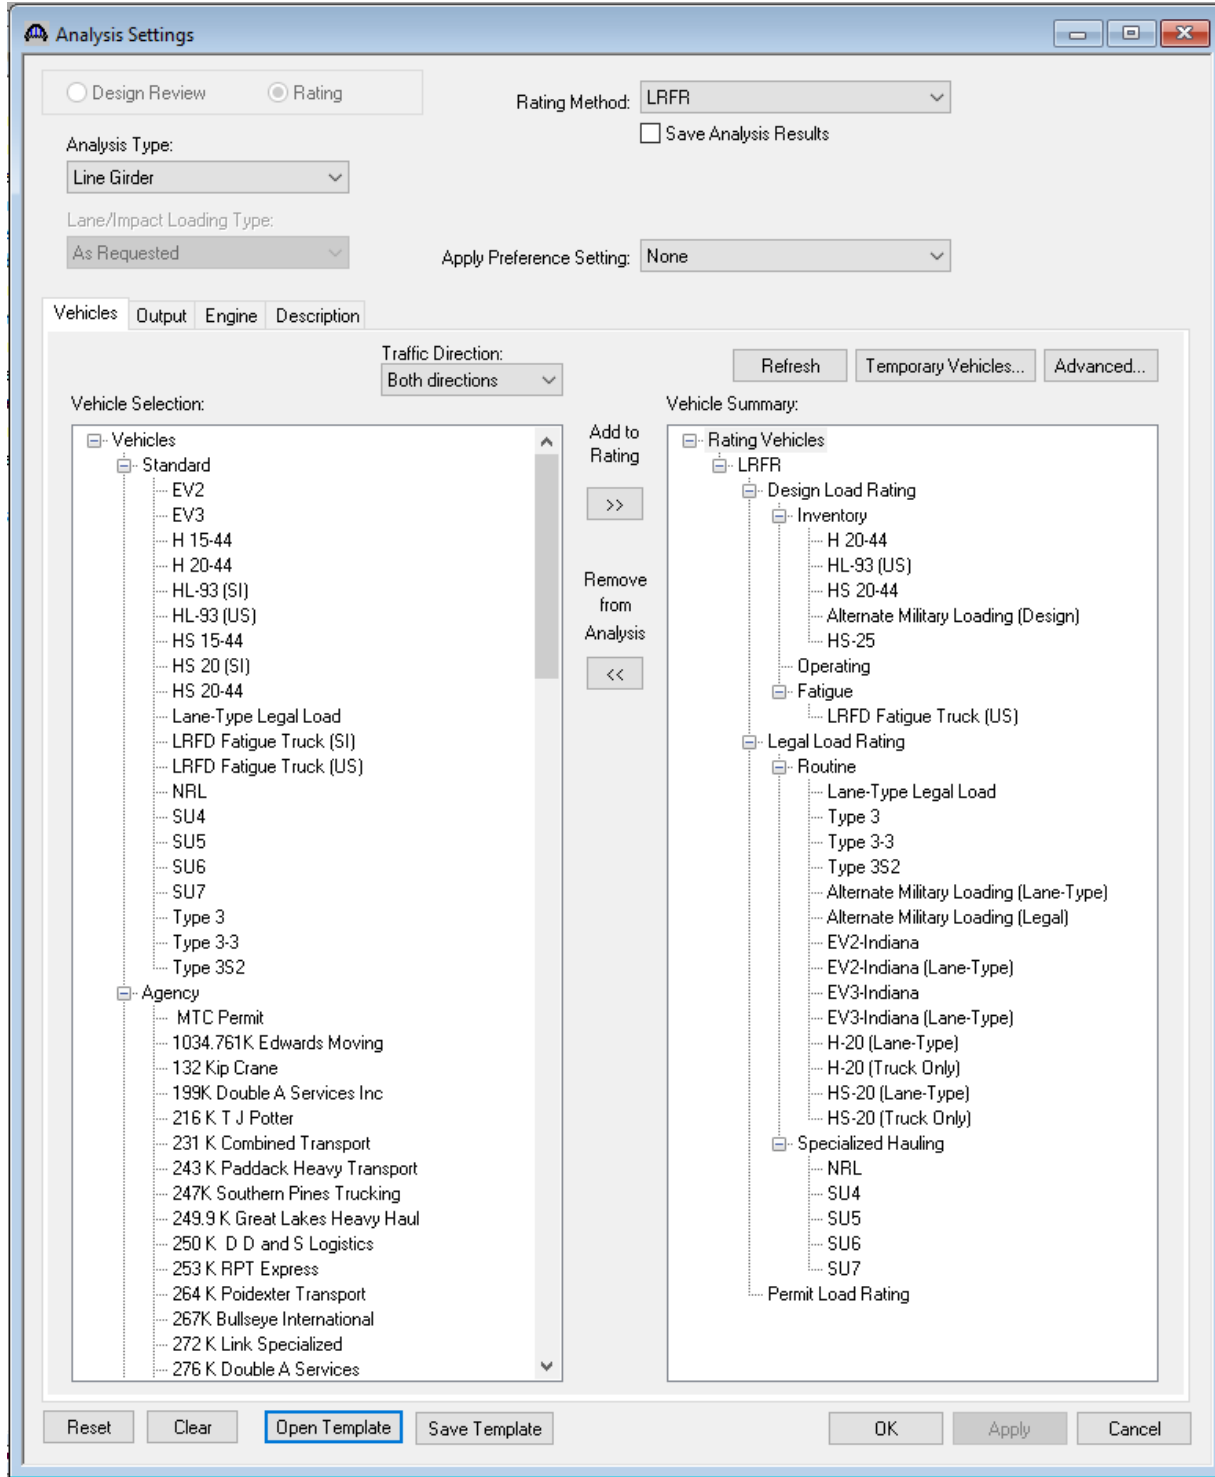 Analysis Settings
Design Review
Rating
Rating Method:
LRFR
Save Analysis Results
Analysis Type:
Line Girder
Lane/Impact Loading Type:
As Requested
Apply Preference Setting:
None
Vehicles
Output
Engine
Description
Traffic Direction:
Both directions
Refresh
Temporary Vehicles...
Advanced...
Vehicle Selection:
Vehicles
Standard
EV2
EV3
H 15-44
H 20-44
HL-93 (SI)
HL-93 (US)
HS 15-44
HS 20 (SI)
HS 20-44
Lane-Type Legal Load
LRFD Fatigue Truck (SI)
LRFD Fatigue Truck (US)
NRL
SU4
SU5
SU6
SU7
Type 3
Type 3-3
Type 3S2
Agency
MTC Permit
1034.761K Edwards Moving
132 Kip Crane
199K Double A Services Inc
216 K T J Potter
231 K Combined Transport
243 K Paddack Heavy Transport
247K Southern Pines Trucking
249.9 K Great Lakes Heavy Haul
250 K  D D and S Logistics
253 K RPT Express
264 K Poidexter Transport
267K Bullseye International
272 K Link Specialized
276 K Double A Services
Add to
Rating
>>
Remove
from
Analysis
<<
Vehicle Summary:
Rating Vehicles
LRFR
Design Load Rating
Inventory
H 20-44
HL-93 (US)
HS 20-44
Alternate Military Loading (Design)
HS-25
Operating
Fatigue
LRFD Fatigue Truck (US)
Legal Load Rating
Routine
Lane-Type Legal Load
Type 3
Type 3-3
Type 3S2
Alternate Military Loading (Lane-Type)
Alternate Military Loading (Legal)
EV2-Indiana
EV2-Indiana (Lane-Type)
EV3-Indiana
EV3-Indiana (Lane-Type)
H-20 (Lane-Type)
H-20 (Truck Only)
HS-20 (Lane-Type)
HS-20 (Truck Only)
Specialized Hauling
NRL
SU4
SU5
SU6
SU7
Permit Load Rating
Reset
Clear
Open Template
Save Template
OK
Apply
Cancel